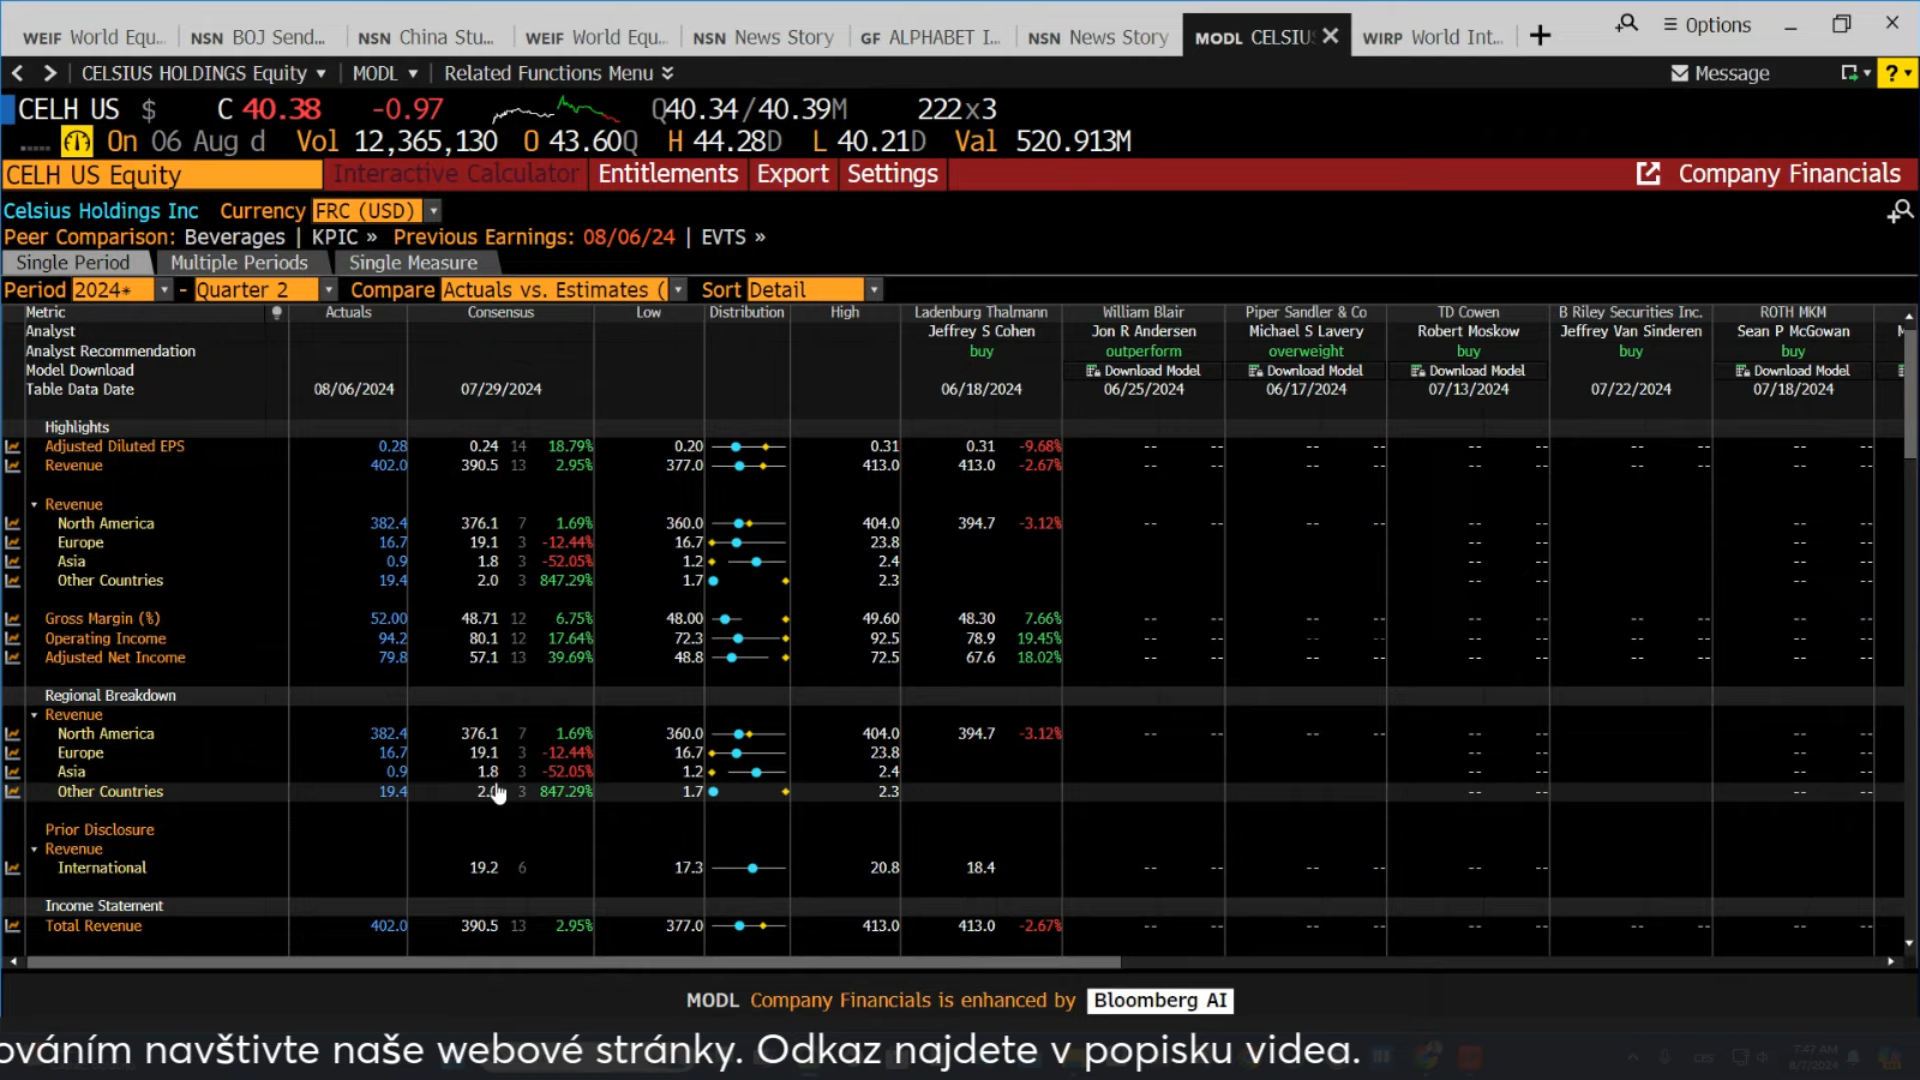 WEIF World Equ... NSN BOJ Send... NSN China Stu... WEIF World Equ... NSN News Story GF ALPHABET I... NSN News Story MODL CELSIU WIRP World Int... Options
CELSIUS HOLDINGS Equity MODL Related Functions Menu Message ?
CELH US $ C 40.38 -0.97 Q40.34/40.39M 222x3
On 06 Aug d Vol 12,365,130 O 43.60Q H 44.28D L 40.21D Val 520.913M
CELH US Equity Interactive Calculator Entitlements Export Settings Company Financials
Celsius Holdings Inc Currency FRC (USD)
Peer Comparison: Beverages | KPIC » Previous Earnings: 08/06/24 | EVTS »
Single Period Multiple Periods Single Measure
Period 2024* - Quarter 2 Compare Actuals vs. Estimates ( Sort Detail
Metric Actuals Consensus Low Distribution High Ladenburg Thalmann William Blair Piper Sandler & Co TD Cowen B Riley Securities Inc. ROTH MKM
Analyst Jeffrey S Cohen Jon R Andersen Michael S Lavery Robert Moskow Jeffrey Van Sinderen Sean P McGowan
Analyst Recommendation buy outperform overweight buy buy buy
Model Download Download Model Download Model Download Model Download Model
Table Data Date 08/06/2024 07/29/2024 06/18/2024 06/25/2024 06/17/2024 07/13/2024 07/22/2024 07/18/2024
Highlights
Adjusted Diluted EPS 0.28 0.24 14 18.79% 0.20 0.31 0.31 -9.68% -- -- -- -- -- -- -- -- -- --
Revenue 402.0 390.5 13 2.95% 377.0 413.0 413.0 -2.67% -- -- -- -- -- -- -- -- -- --
Revenue
North America 382.4 376.1 7 1.69% 360.0 404.0 394.7 -3.12% -- -- -- -- -- -- -- --
Europe 16.7 19.1 3 -12.44% 16.7 23.8 -- -- -- --
Asia 0.9 1.8 3 -52.05% 1.2 2.4 -- -- -- --
Other Countries 19.4 2.0 3 847.29% 1.7 2.3 -- -- -- --
Gross Margin (%) 52.00 48.71 12 6.75% 48.00 49.60 48.30 7.66% -- -- -- -- -- -- -- -- -- --
Operating Income 94.2 80.1 12 17.64% 72.3 92.5 78.9 19.45% -- -- -- -- -- -- -- -- -- --
Adjusted Net Income 79.8 57.1 13 39.69% 48.8 72.5 67.6 18.02% -- -- -- -- -- -- -- -- -- --
Regional Breakdown
Revenue
North America 382.4 376.1 7 1.69% 360.0 404.0 394.7 -3.12% -- -- -- -- -- -- -- --
Europe 16.7 19.1 3 -12.44% 16.7 23.8 -- -- -- --
Asia 0.9 1.8 3 -52.05% 1.2 2.4 -- -- -- --
Other Countries 19.4 3 847.29% 1.7 2.3 -- -- -- --
Prior Disclosure
Revenue
International 19.2 6 17.3 20.8 18.4 -- -- -- -- -- -- -- --
Income Statement
Total Revenue 402.0 390.5 13 2.95% 377.0 413.0 413.0 -2.67% -- -- -- -- -- -- -- -- -- --
MODL Company Financials is enhanced by Bloomberg AI
ováním navštivte naše webové stránky. Odkaz najdete v popisku videa.
7:47 AM
8/7/2024